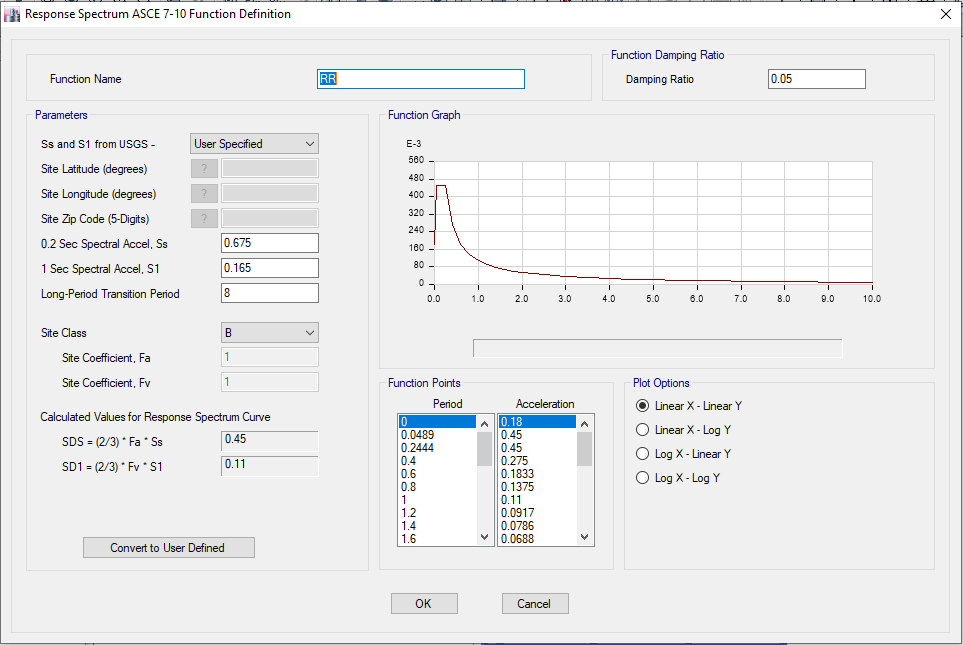 Response Spectrum ASCE 7-10 Function Definition
Function Name
RR
Function Damping Ratio
Damping Ratio
0.05
Parameters
Ss and S1 from USGS -
User Specified
Site Latitude (degrees)
?
Site Longitude (degrees)
?
Site Zip Code (5-Digits)
?
0.2 Sec Spectral Accel, Ss
0.675
1 Sec Spectral Accel, S1
0.165
Long-Period Transition Period
8
Site Class
B
Site Coefficient, Fa
1
Site Coefficient, Fv
1
Calculated Values for Response Spectrum Curve
SDS = (2/3) * Fa * Ss
0.45
SD1 = (2/3) * Fv * S1
0.11
Convert to User Defined
Function Graph
E-3
560
480
400
320
240
160
80
0
0.0 1.0 2.0 3.0 4.0 5.0 6.0 7.0 8.0 9.0 10.0
Function Points
Period Acceleration
0 0.18
0.0489 0.45
0.2444 0.45
0.4 0.275
0.6 0.1833
0.8 0.1375
1 0.11
1.2 0.0917
1.4 0.0786
1.6 0.0688
Plot Options
Linear X - Linear Y
Linear X - Log Y
Log X - Linear Y
Log X - Log Y
OK
Cancel